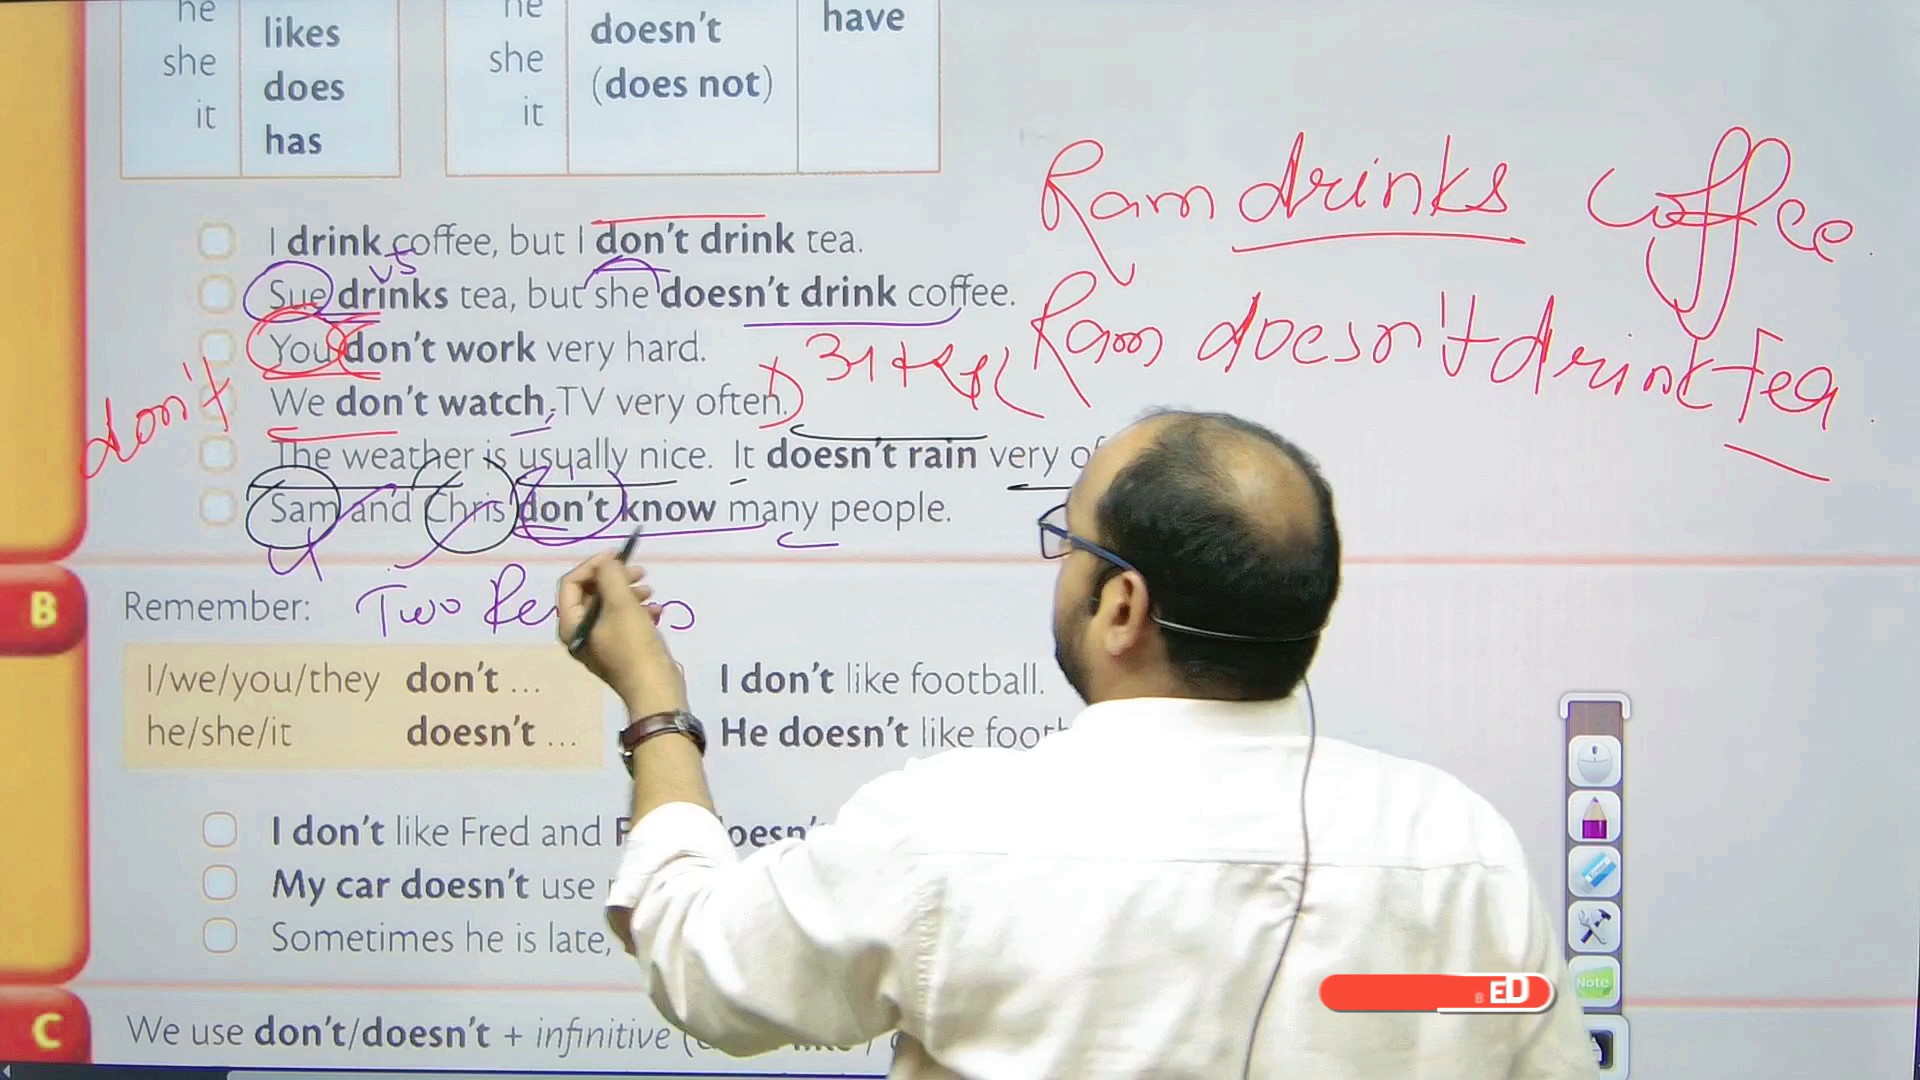 he
she
it
likes
does
has
he
she
it
doesn't
(does not)
have
I drink coffee, but I don't drink tea.
Sue drinks tea, but she doesn't drink coffee.
You don't work very hard.
We don't watch TV very often.
The weather is usually nice. It doesn't rain very
Sam and Chris don't know many people.
don't
Ram drinks coffee.
Ram doesn't drink tea.
B
Remember:
Two
I/we/you/they don't ...
he/she/it doesn't ...
I don't like football.
He doesn't like
I don't like Fred and
My car doesn't use
Sometimes he is late,
C
We use don't/doesn't + infinitive
Note
ED